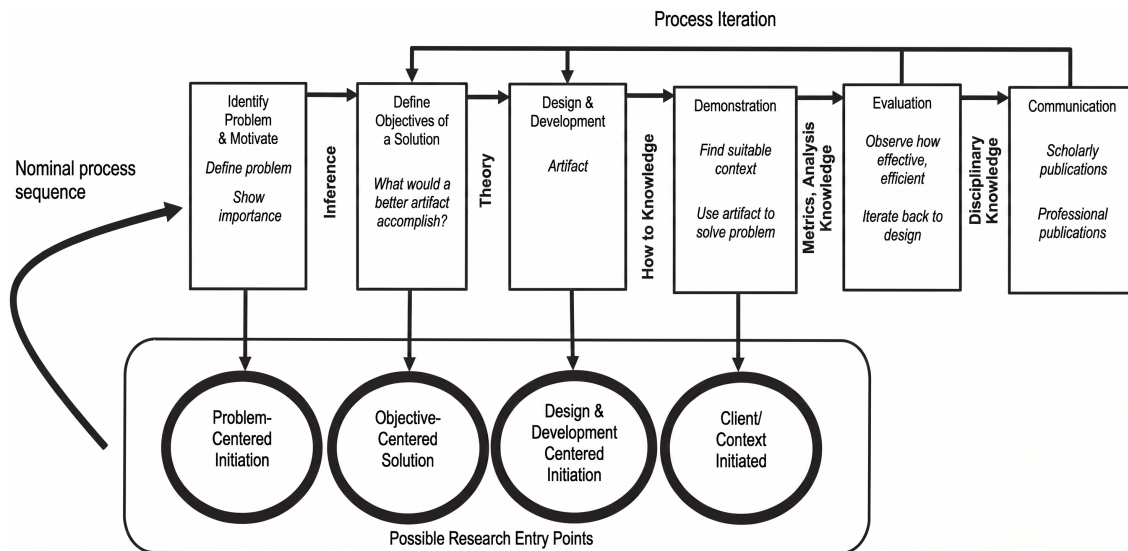 Process Iteration
Nominal process
sequence
Identify
Problem
& Motivate
Define problem
Show
importance
Inference
Define
Objectives of
a Solution
What would a
better artifact
accomplish?
Theory
Design &
Development
Artifact
How to Knowledge
Demonstration
Find suitable
context
Use artifact to
solve problem
Metrics, Analysis
Knowledge
Evaluation
Observe how
effective,
efficient
Iterate back to
design
Disciplinary
Knowledge
Communication
Scholarly
publications
Professional
publications
Problem-
Centered
Initiation
Objective-
Centered
Solution
Design &
Development
Centered
Initiation
Client/
Context
Initiated
Possible Research Entry Points